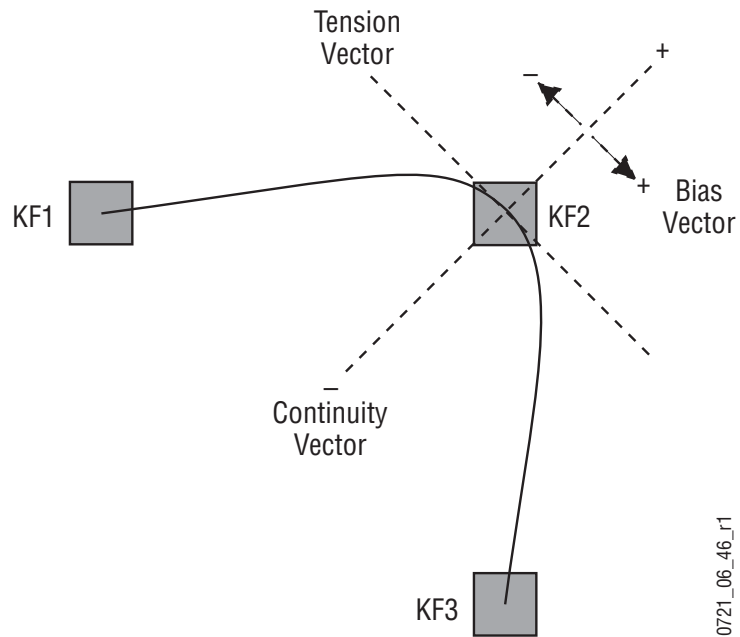 Tension
Vector
+
–
+
Bias
Vector
KF1
KF2
–
Continuity
Vector
KF3
0721_06_46_r1